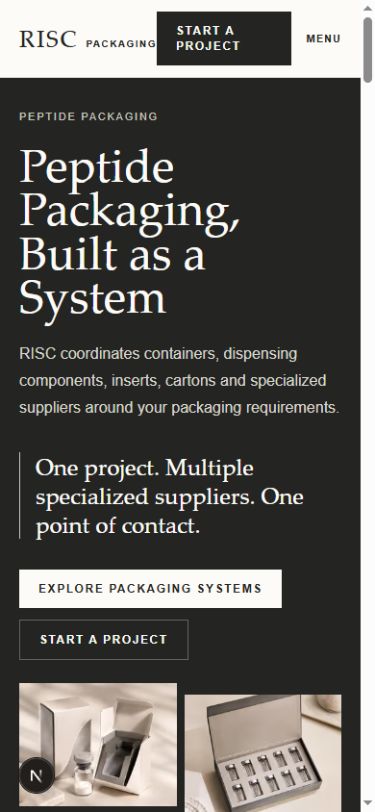 RISC PACKAGING
START A
PROJECT
MENU
PEPTIDE PACKAGING
Peptide
Packaging,
Built as a
System
RISC coordinates containers, dispensing
components, inserts, cartons and specialized
suppliers around your packaging requirements.
One project. Multiple
specialized suppliers. One
point of contact.
EXPLORE PACKAGING SYSTEMS
START A PROJECT
N